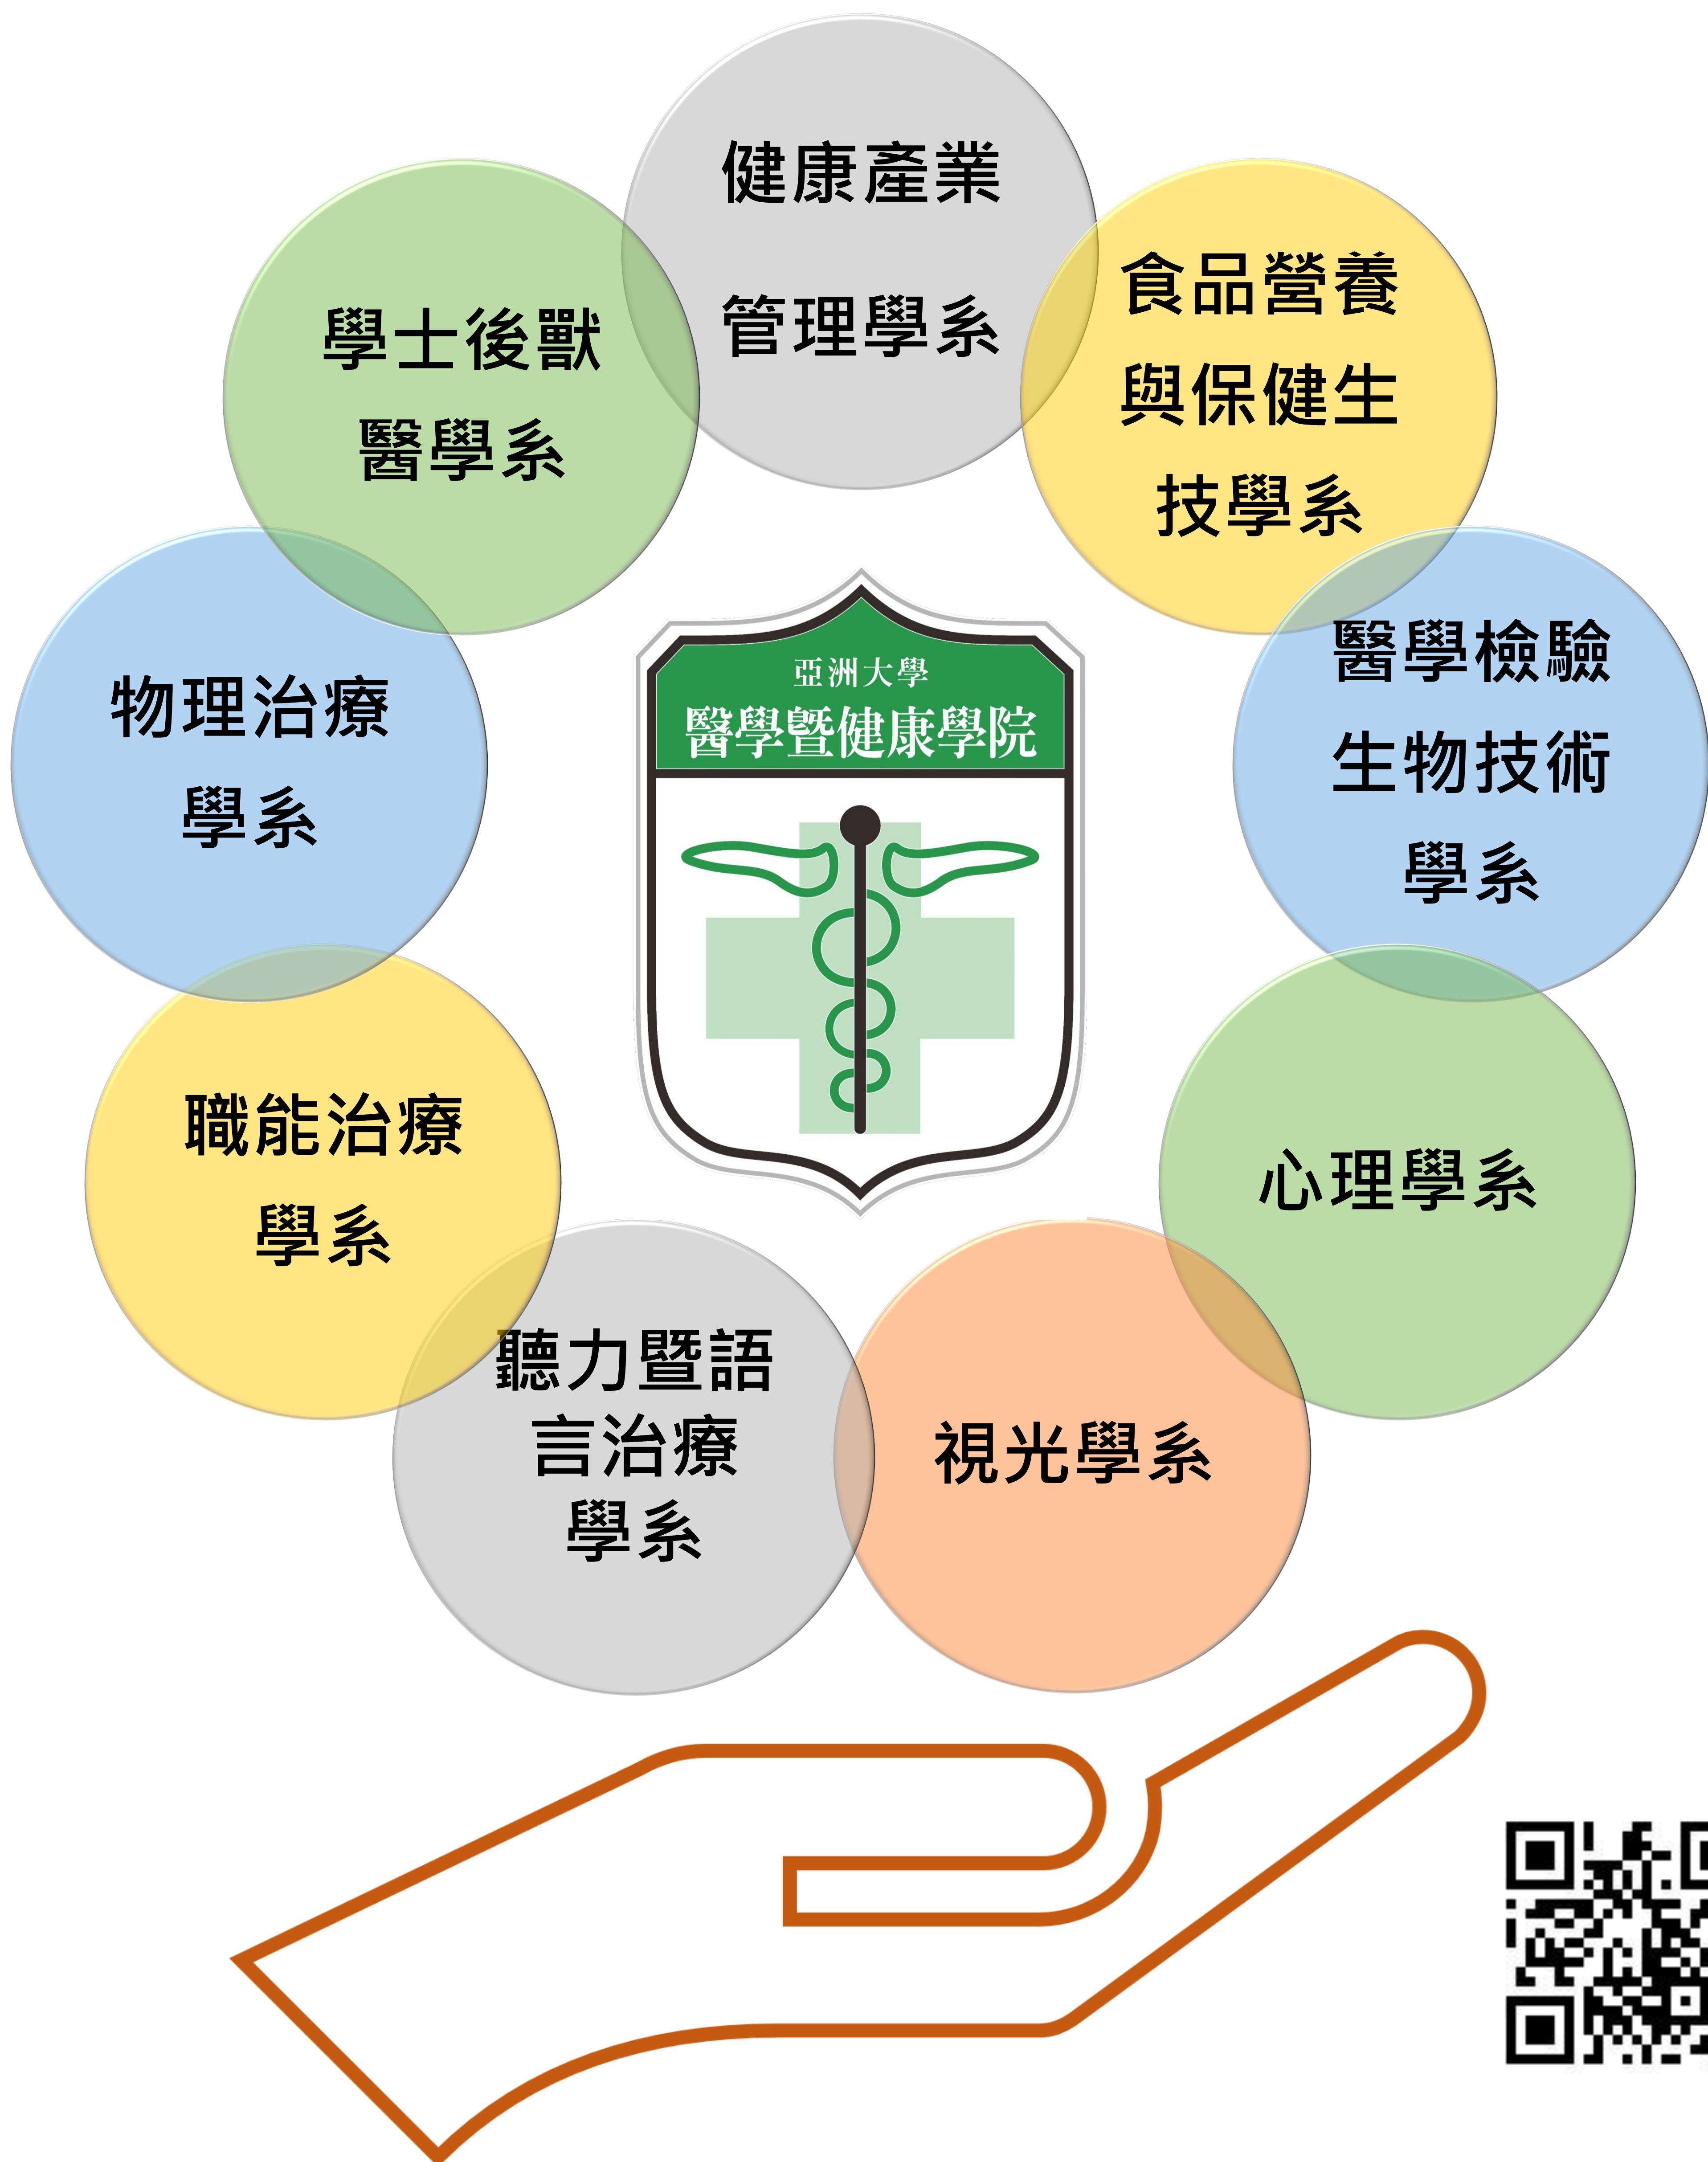 健康產業
管理學系
食品營養
與保健生
技學系
醫學檢驗
生物技術
學系
心理學系
視光學系
聽力暨語
言治療
學系
職能治療
學系
物理治療
學系
學士後獸
醫學系
亞洲大學
醫學暨健康學院